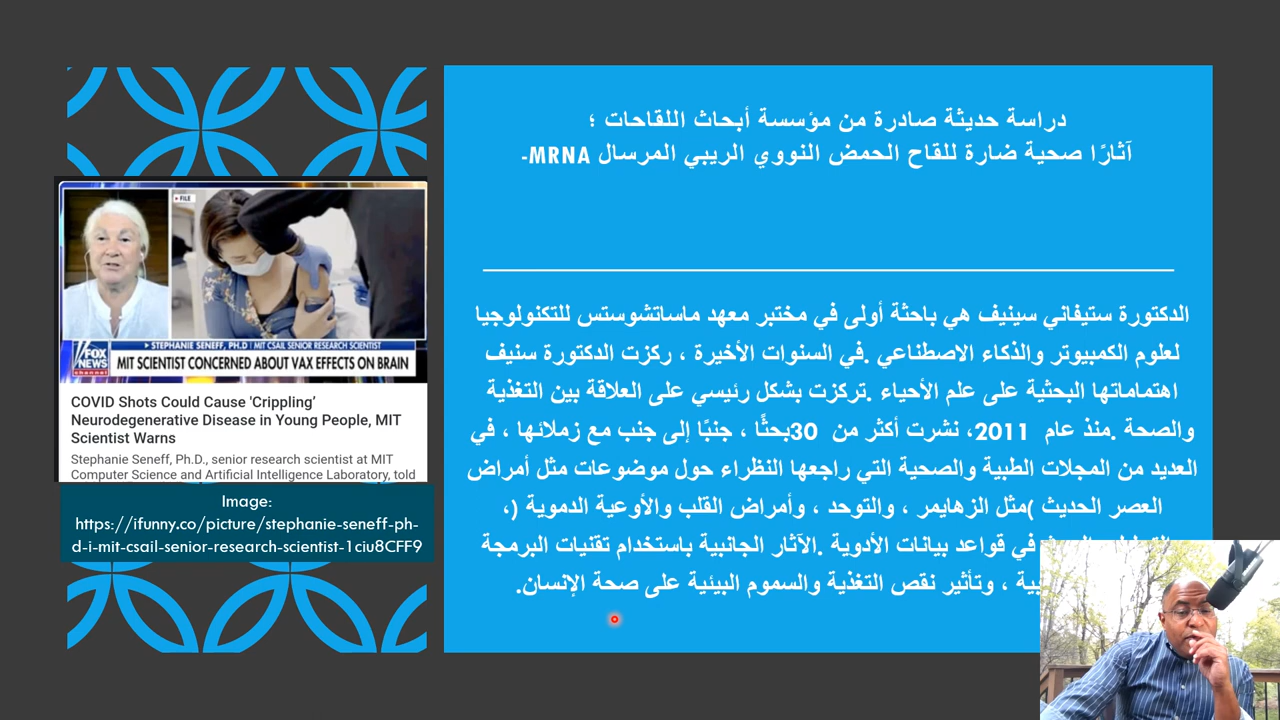 دراسة حديثة صادرة من مؤسسة أبحاث اللقاحات ؛
آثارًا صحية ضارة للقاح الحمض النووي الريبي المرسال MRNA-
الدكتورة ستيفاني سينيف هي باحثة أولى في مختبر معهد ماساتشوستس للتكنولوجيا
لعلوم الكمبيوتر والذكاء الاصطناعي .في السنوات الأخيرة ، ركزت الدكتورة سنيف
اهتماماتها البحثية على علم الأحياء .تركزت بشكل رئيسي على العلاقة بين التغذية
والصحة .منذ عام 2011، نشرت أكثر من 30بحثًا ، جنبًا إلى جنب مع زملائها ، في
العديد من المجلات الطبية والصحية التي راجعها النظراء حول موضوعات مثل أمراض
العصر الحديث )مثل الزهايمر ، والتوحد ، وأمراض القلب والأوعية الدموية (،
في قواعد بيانات الأدوية .الآثار الجانبية باستخدام تقنيات البرمجة
، وتأثير نقص التغذية والسموم البيئية على صحة الإنسان.
FILE
STEPHANIE SENEFF, PH.D | MIT CSAIL SENIOR RESEARCH SCIENTIST
FOX
NEWS
channel
MIT SCIENTIST CONCERNED ABOUT VAX EFFECTS ON BRAIN
COVID Shots Could Cause 'Crippling'
Neurodegenerative Disease in Young People, MIT
Scientist Warns
Stephanie Seneff, Ph.D., senior research scientist at MIT
Computer Science and Artificial Intelligence Laboratory, told
Image:
https://ifunny.co/picture/stephanie-seneff-ph-
d-i-mit-csail-senior-research-scientist-1ciu8CFF9